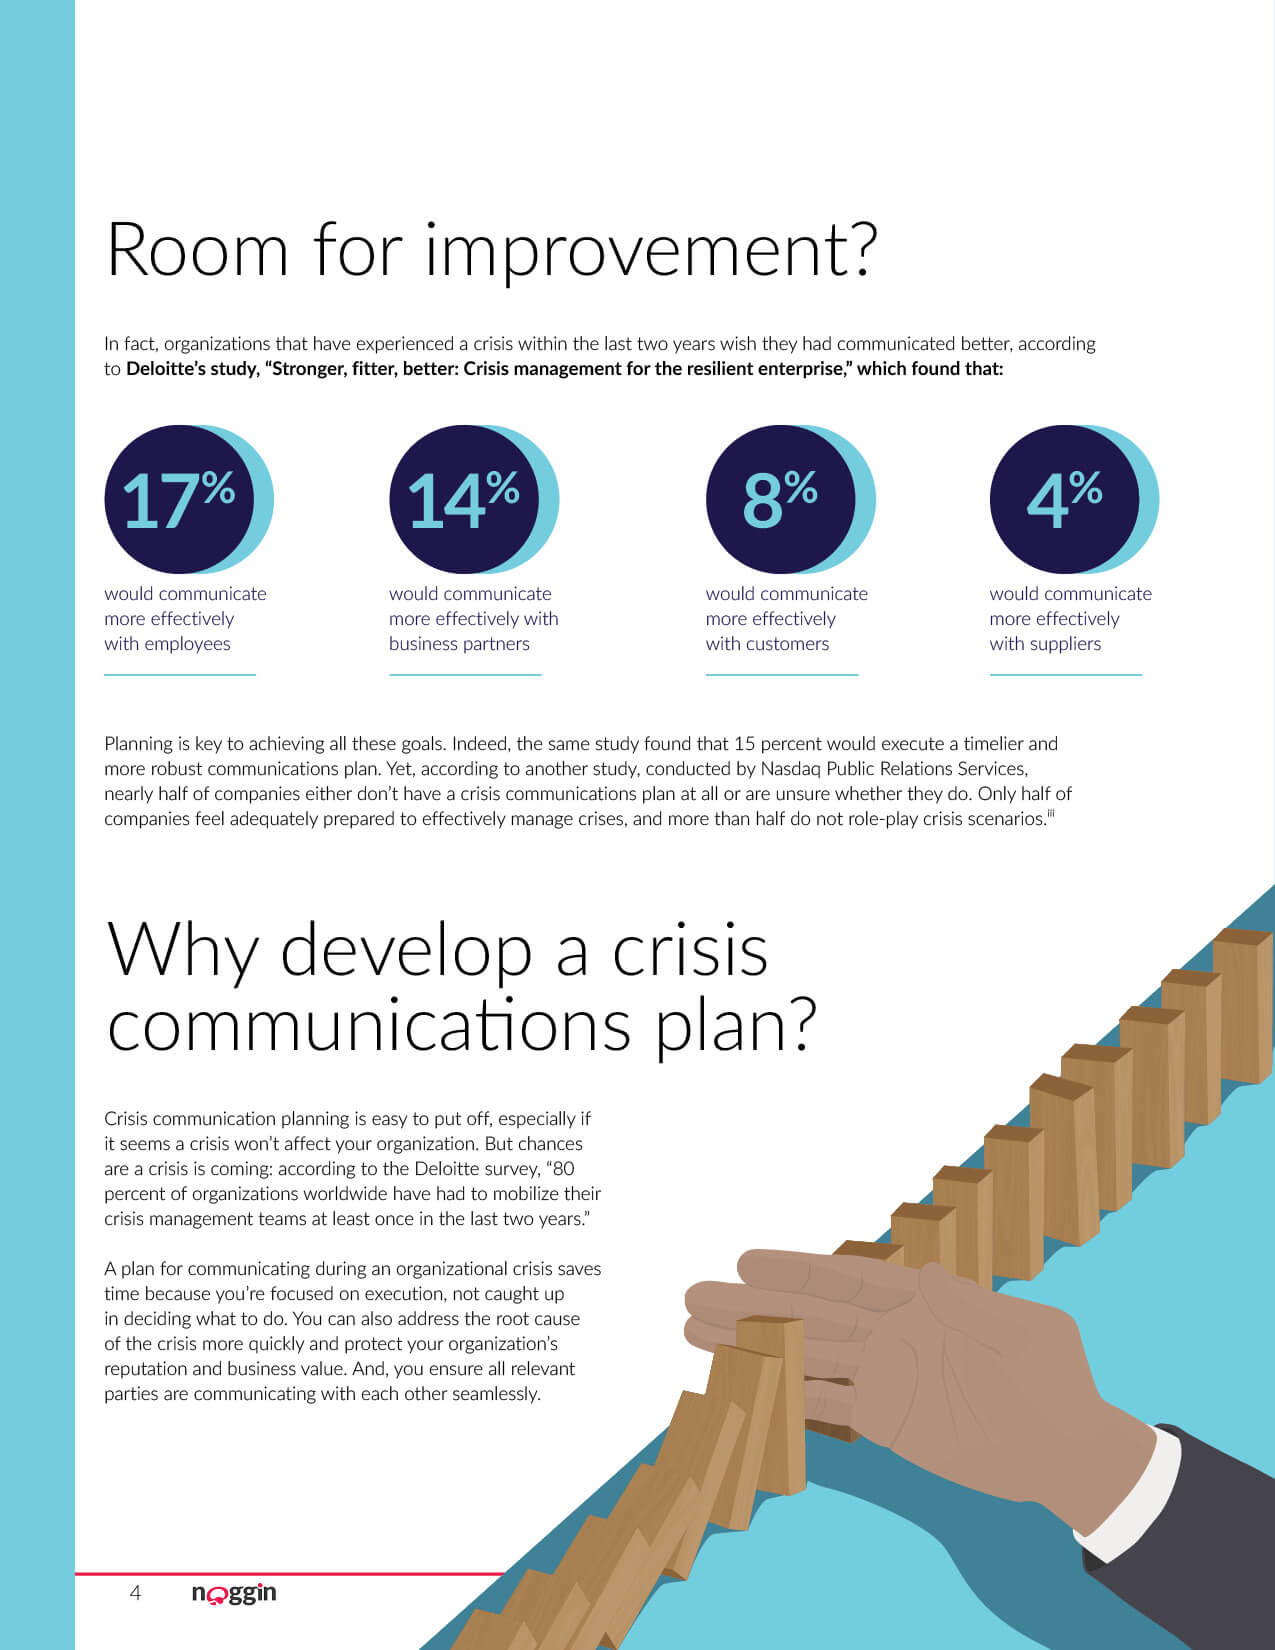 Room for improvement?
In fact, organizations that have experienced a crisis within the last two years wish they had communicated better, according
to Deloitte’s study, “Stronger, fitter, better: Crisis management for the resilient enterprise,” which found that:
17%
would communicate
more effectively
with employees
14%
would communicate
more effectively with
business partners
8%
would communicate
more effectively
with customers
4%
would communicate
more effectively
with suppliers
Planning is key to achieving all these goals. Indeed, the same study found that 15 percent would execute a timelier and
more robust communications plan. Yet, according to another study, conducted by Nasdaq Public Relations Services,
nearly half of companies either don’t have a crisis communications plan at all or are unsure whether they do. Only half of
companies feel adequately prepared to effectively manage crises, and more than half do not role-play crisis scenarios.iii
Why develop a crisis
communications plan?
Crisis communication planning is easy to put off, especially if
it seems a crisis won’t affect your organization. But chances
are a crisis is coming: according to the Deloitte survey, “80
percent of organizations worldwide have had to mobilize their
crisis management teams at least once in the last two years.”
A plan for communicating during an organizational crisis saves
time because you’re focused on execution, not caught up
in deciding what to do. You can also address the root cause
of the crisis more quickly and protect your organization’s
reputation and business value. And, you ensure all relevant
parties are communicating with each other seamlessly.
4
noggin